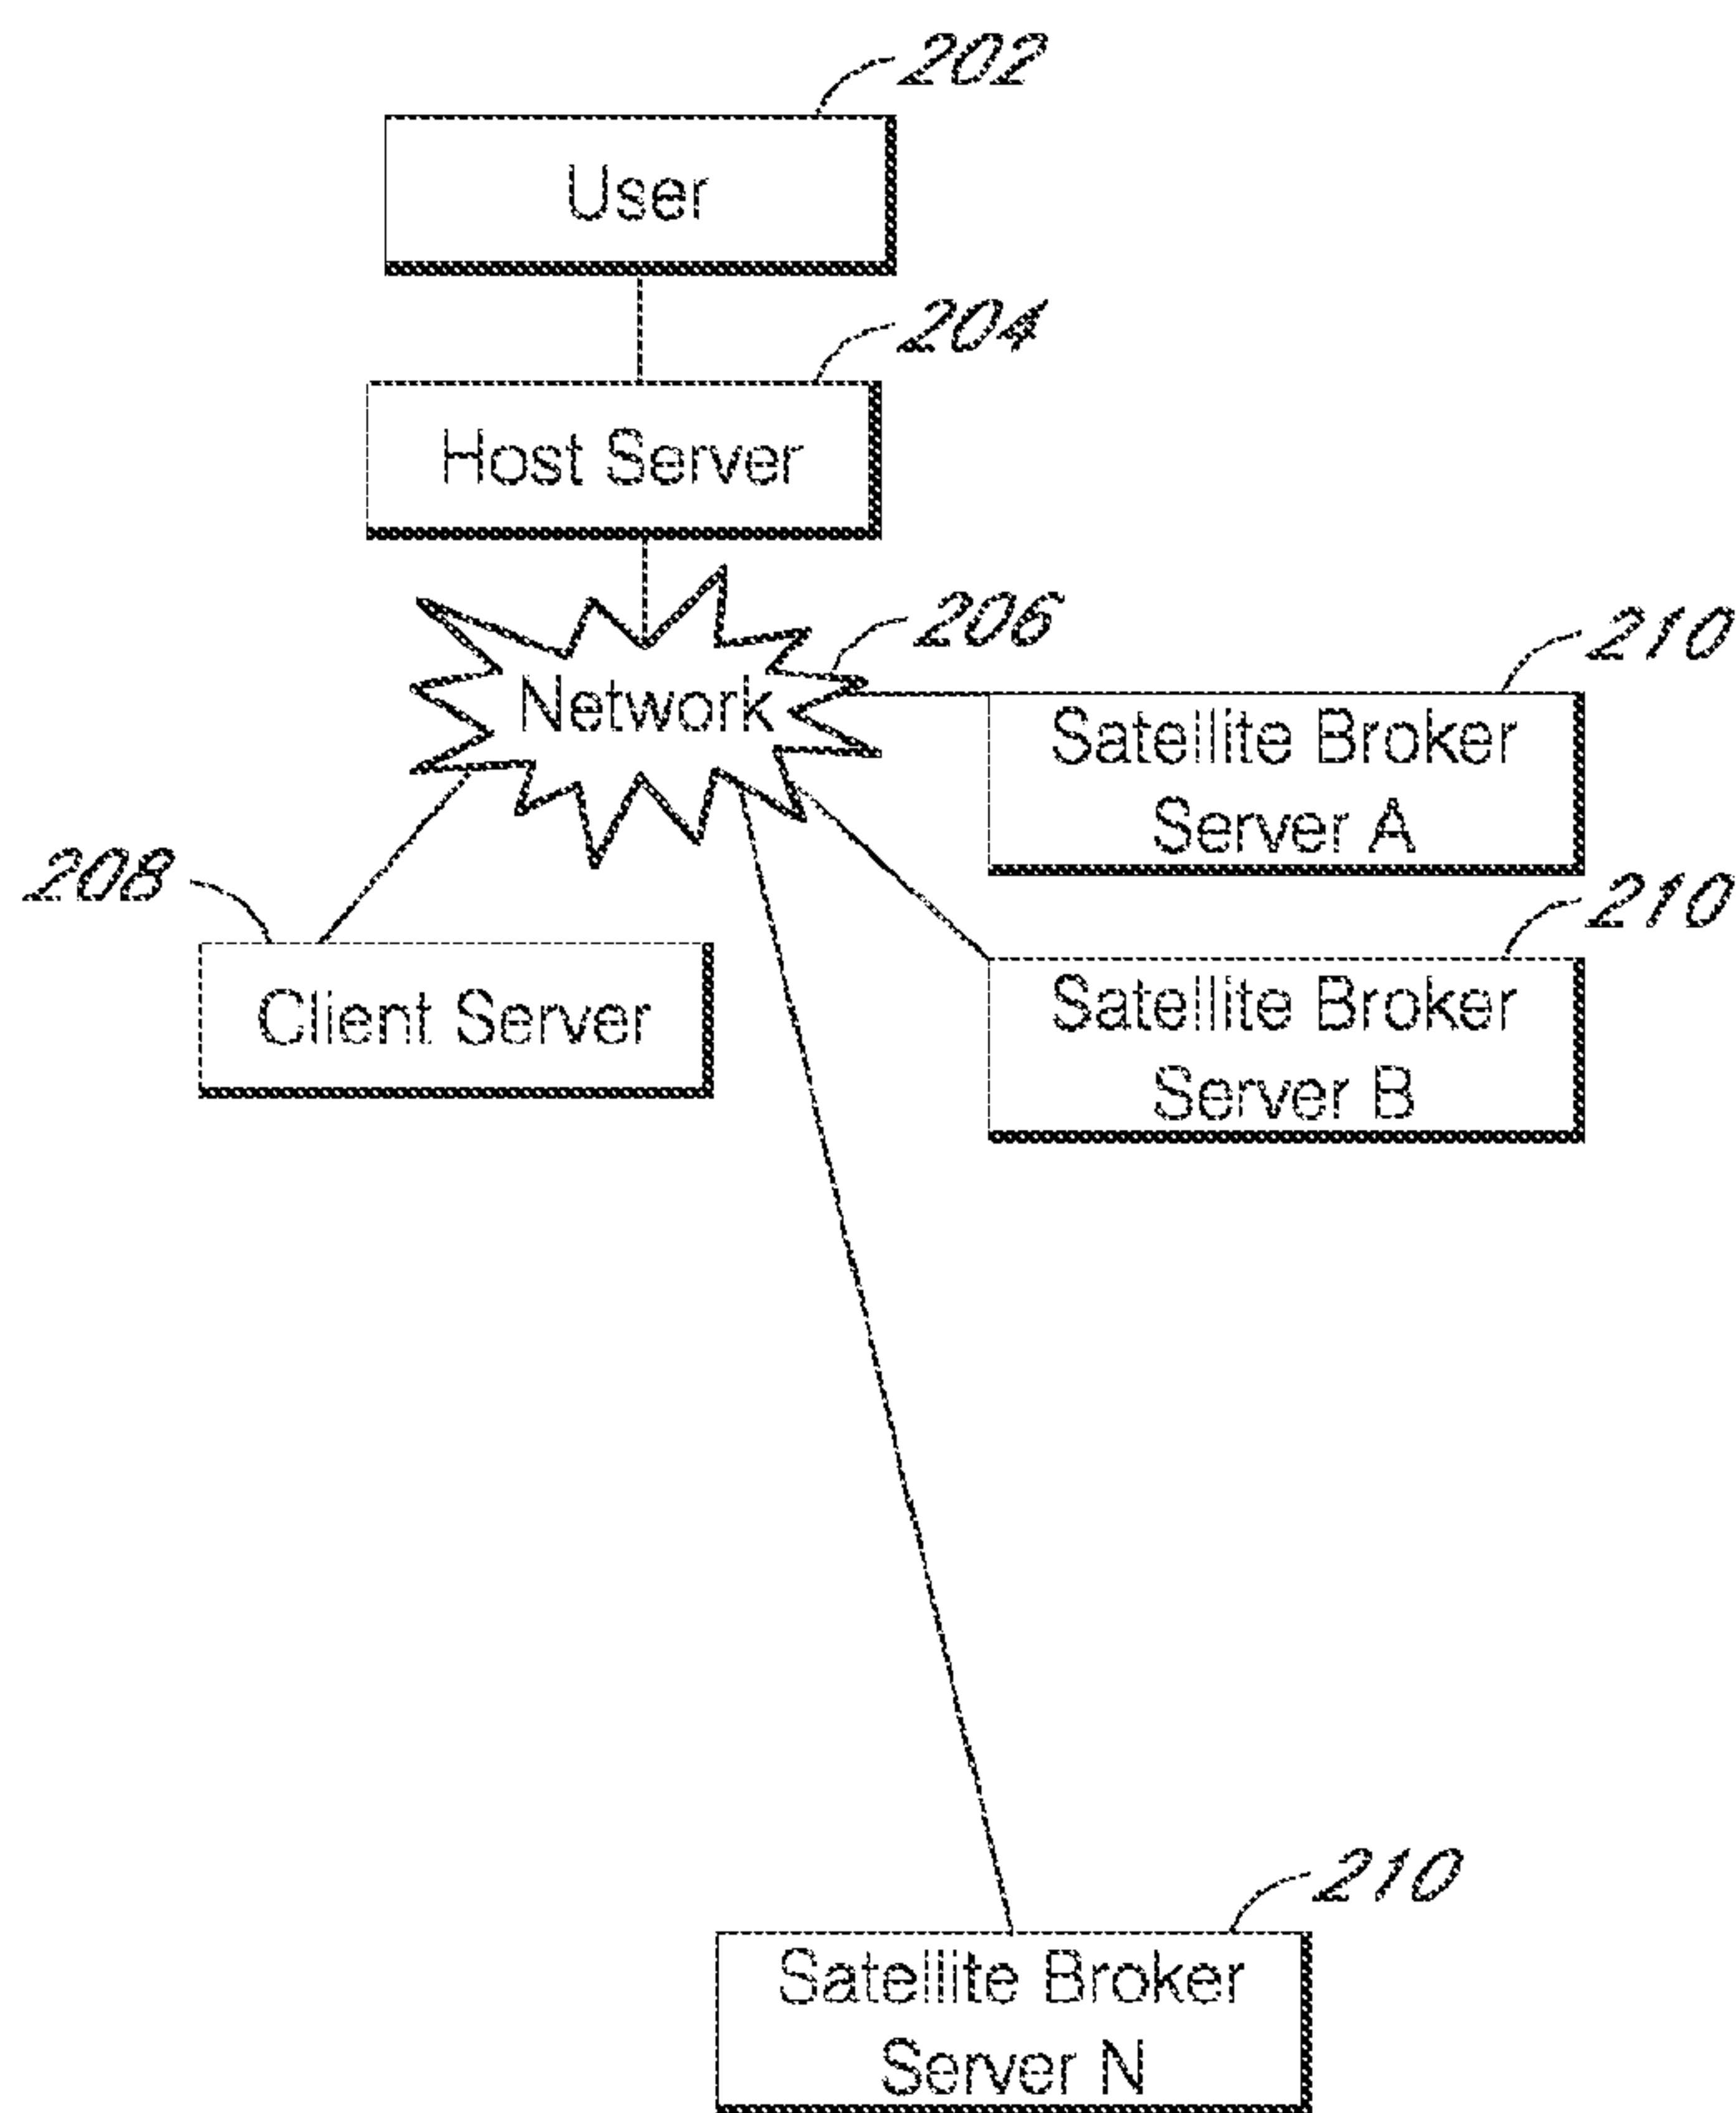 202
User
204
Host Server
206
Network
210
Satellite Broker
Server A
208
Client Server
210
Satellite Broker
Server B
210
Satellite Broker
Server N